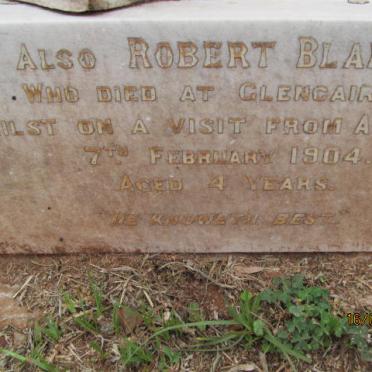 Also Robert Bla
Who died at Glencair
ilst on a visit from A
7th February 1904.
Aged 4 Years.
He knoweth best.
16/